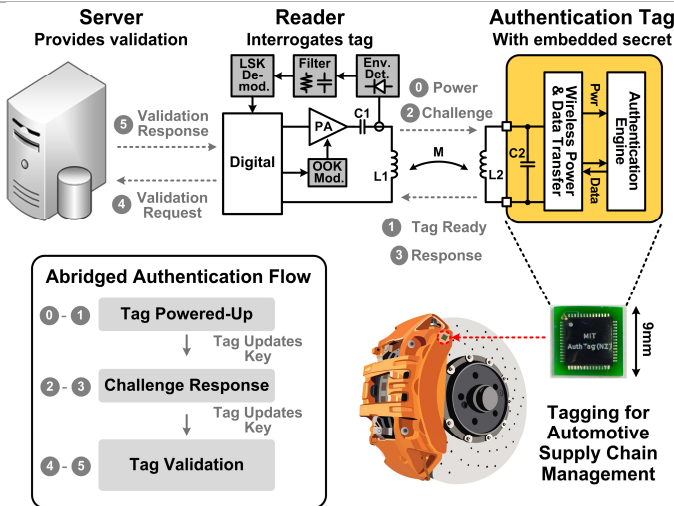 Server
Provides validation
Reader
Interrogates tag
Authentication Tag
With embedded secret
LSK
De-
mod.
Filter
Env.
Det.
0 Power
2 Challenge
5 Validation
Response
4 Validation
Request
Digital
PA
C1
OOK
Mod.
L1
M
L2
C2
Wireless Power
& Data Transfer
Pwr
Data
Authentication
Engine
1 Tag Ready
3 Response
Abridged Authentication Flow
0 - 1 Tag Powered-Up
Tag Updates
Key
2 - 3 Challenge Response
Tag Updates
Key
4 - 5 Tag Validation
MIT
Auth Tag (NZ)
9mm
Tagging for
Automotive
Supply Chain
Management